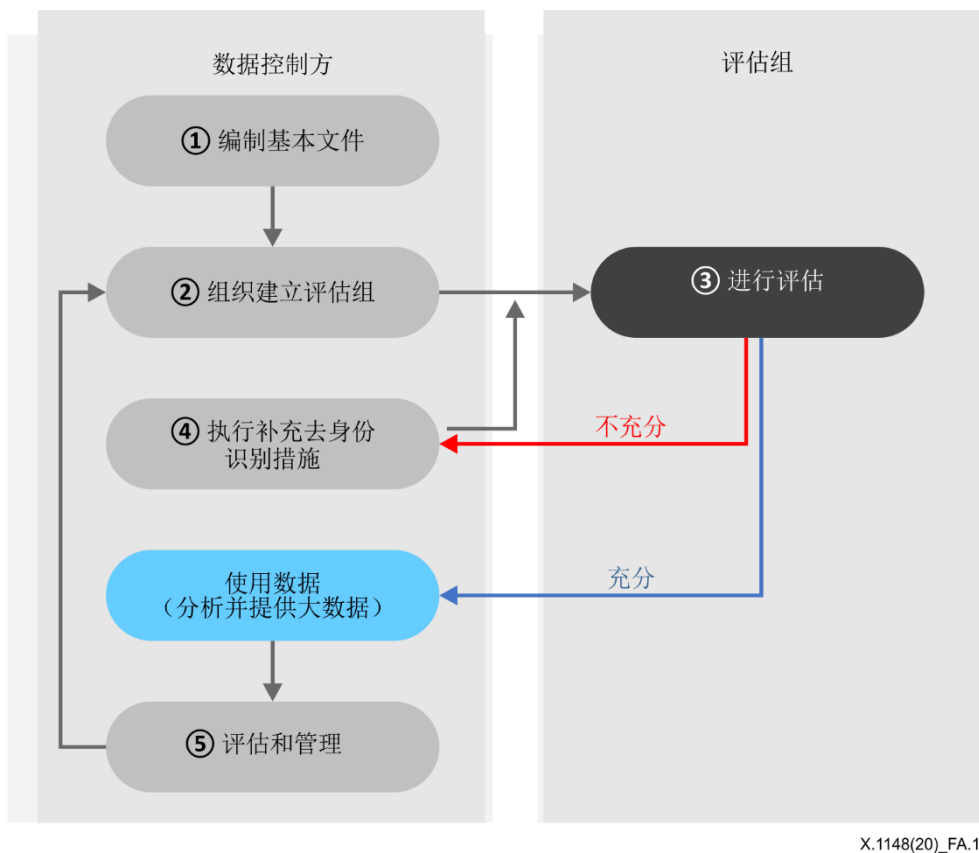 数据控制方
评估组
① 编制基本文件
② 组织建立评估组
③ 进行评估
④ 执行补充去身份
识别措施
不充分
使用数据
（分析并提供大数据）
充分
⑤ 评估和管理
X.1148(20)_FA.1